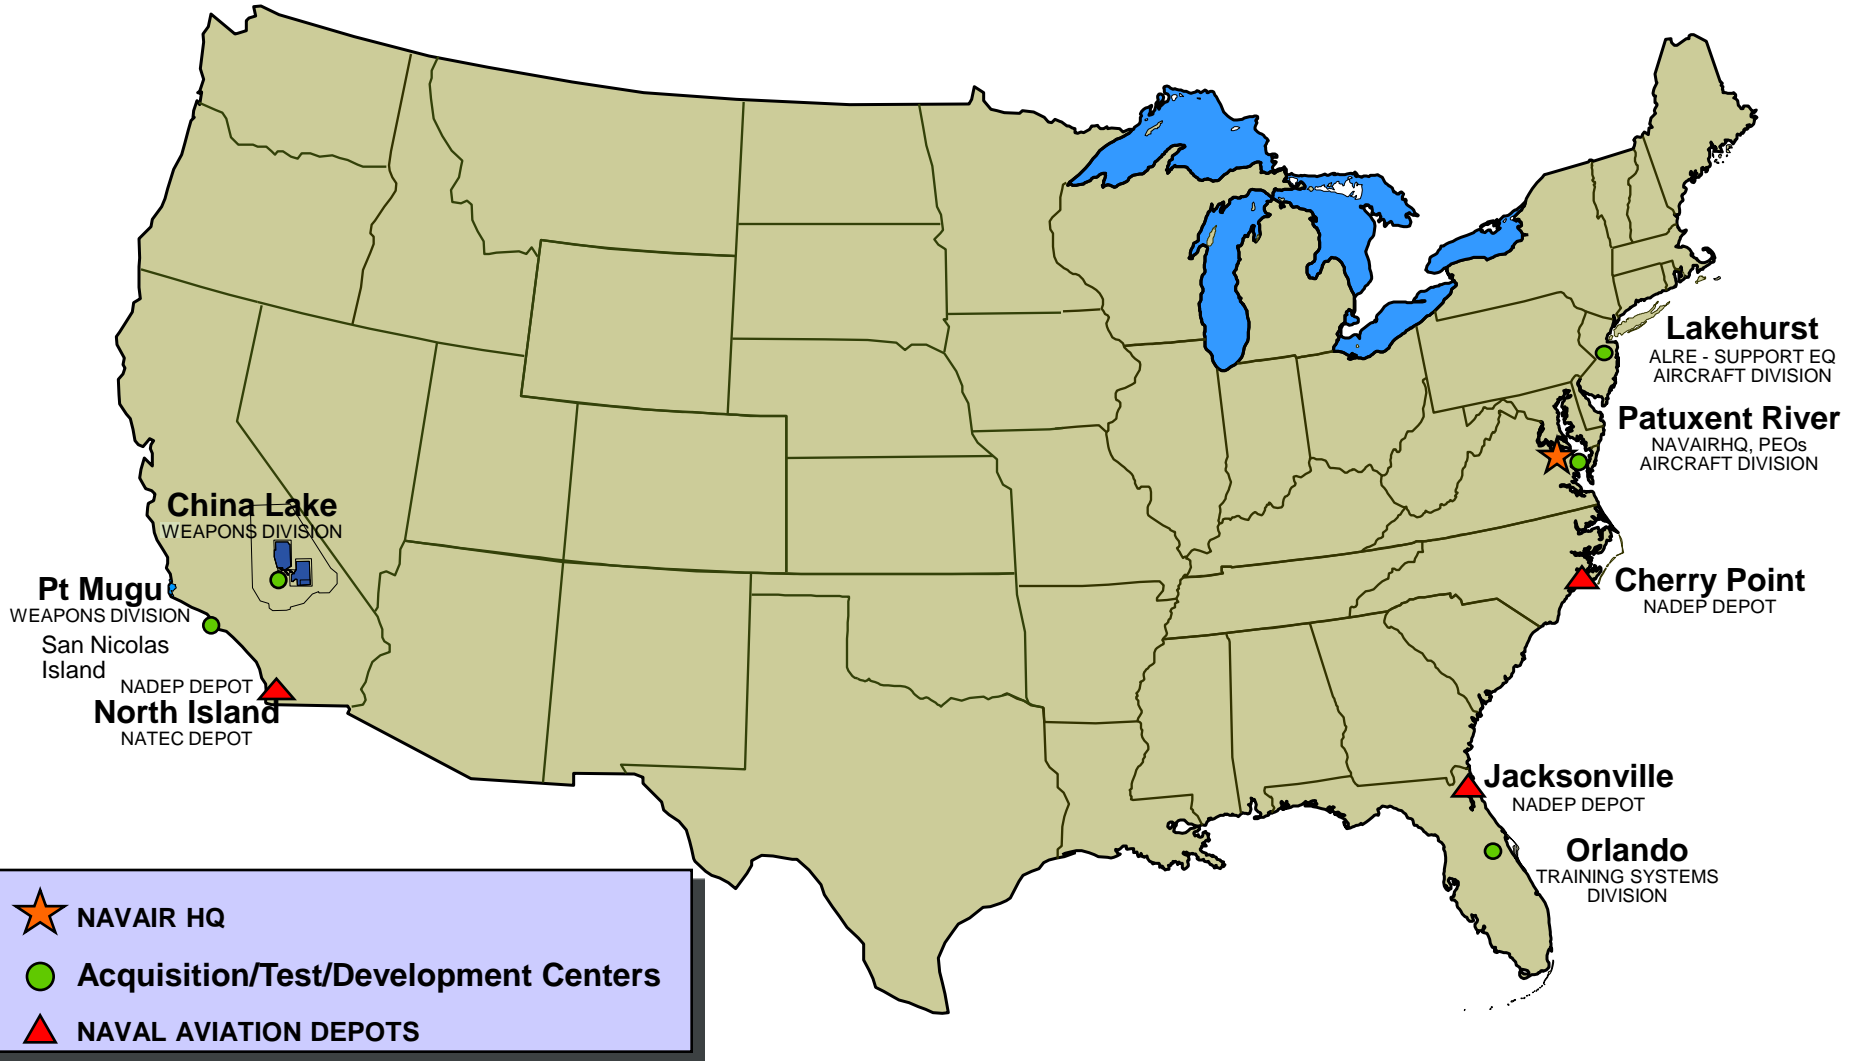 Lakehurst
ALRE - SUPPORT EQ
AIRCRAFT DIVISION
Patuxent River
NAVAIRHQ, PEOs
AIRCRAFT DIVISION
China Lake
WEAPONS DIVISION
Pt Mugu
WEAPONS DIVISION
San Nicolas
Island
NADEP DEPOT
North Island
NATEC DEPOT
Cherry Point
NADEP DEPOT
Jacksonville
NADEP DEPOT
Orlando
TRAINING SYSTEMS
DIVISION
NAVAIR HQ
Acquisition/Test/Development Centers
NAVAL AVIATION DEPOTS